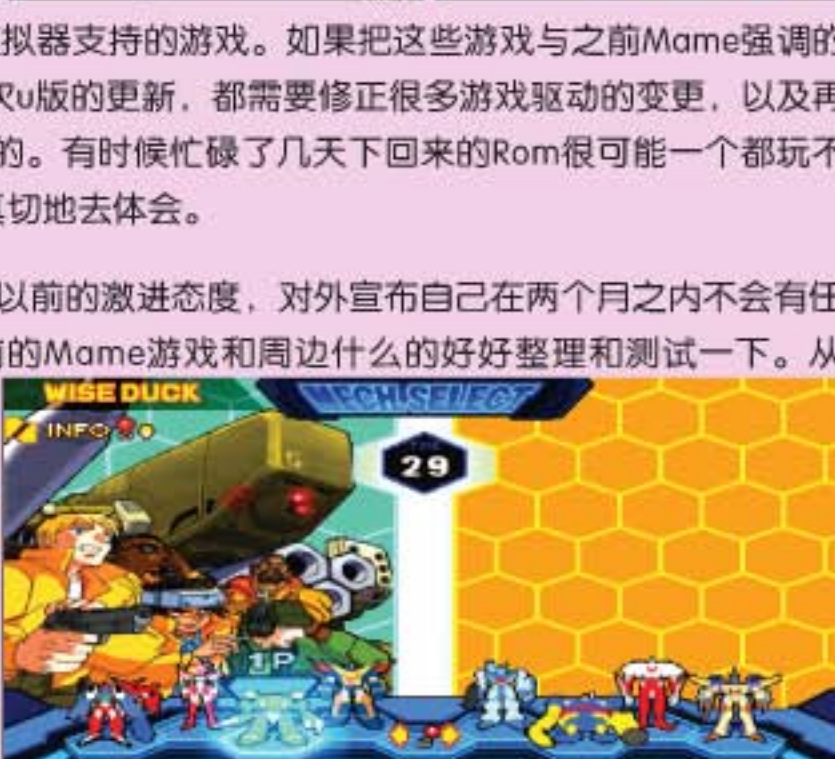 拟器支持的游戏。如果把这些游戏与之前Mame强调的
次u版的更新，都需要修正很多游戏驱动的变更，以及再
的。有时候忙碌了几天下回来的Rom很可能一个都玩不
真切地去体会。
以前的激进态度，对外宣布自己在两个月之内不会有任
有的Mame游戏和周边什么的好好整理和测试一下。从
WISE DUCK
MECH SELECT
INFO
29
1P